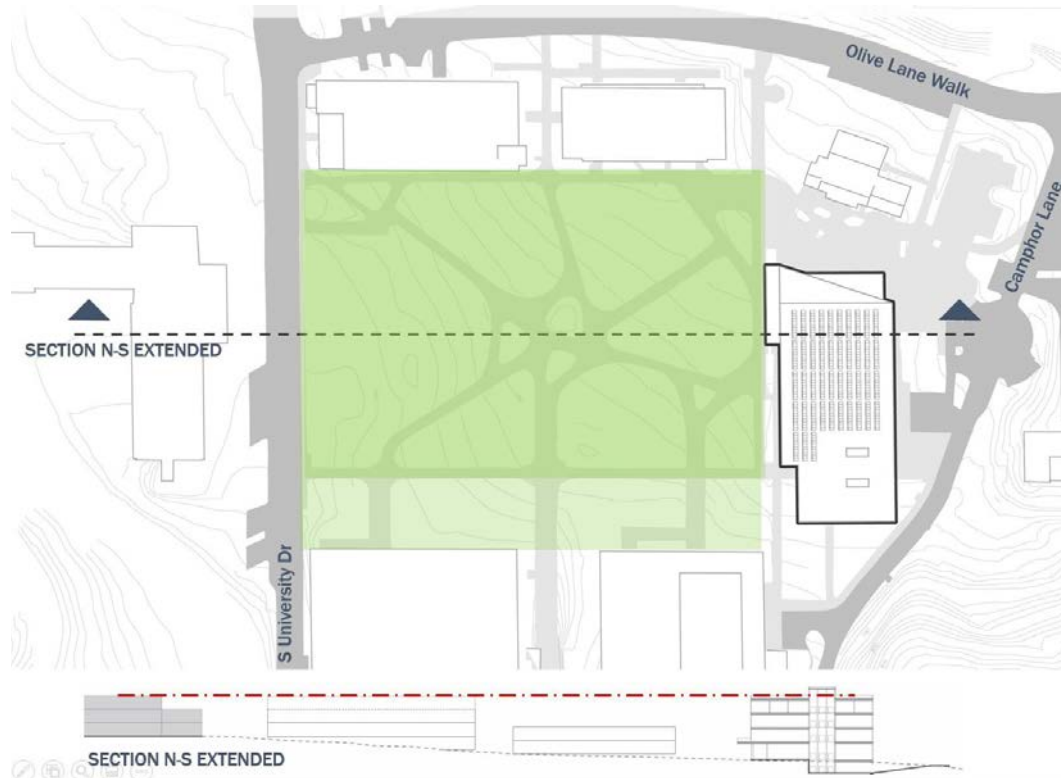 Olive Lane Walk
Camphor Lane
SECTION N-S EXTENDED
S University Dr
SECTION N-S EXTENDED